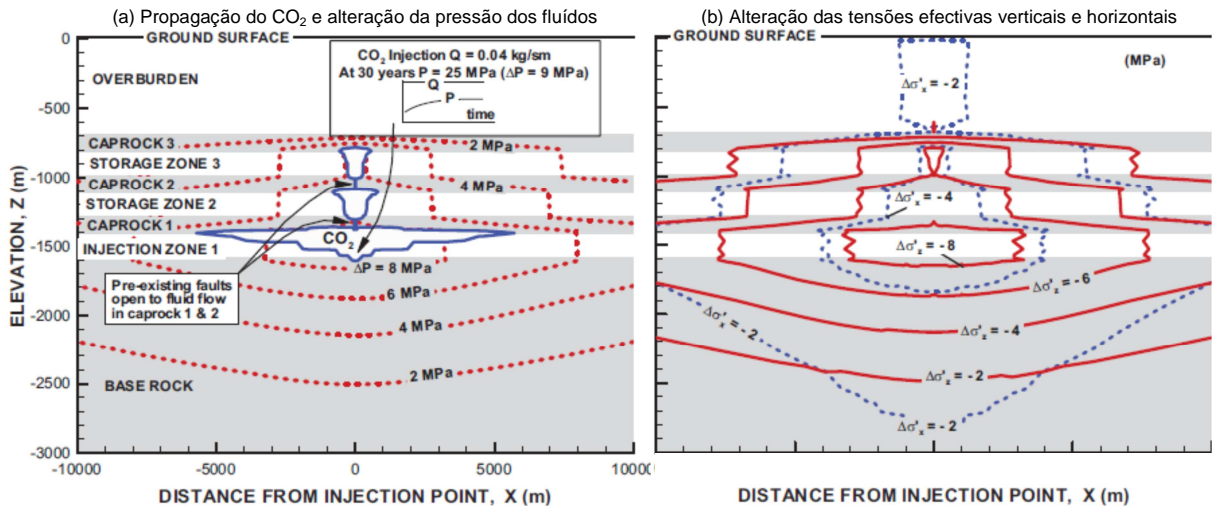 (a) Propagação do CO₂ e alteração da pressão dos fluídos
GROUND SURFACE
CO₂ Injection Q = 0.04 kg/sm
At 30 years P = 25 MPa (ΔP = 9 MPa)
Q
P
time
OVERBURDEN
CAPROCK 3
2 MPa
STORAGE ZONE 3
CAPROCK 2
4 MPa
STORAGE ZONE 2
CAPROCK 1
INJECTION ZONE 1
CO₂
ΔP = 8 MPa
Pre-existing faults
open to fluid flow
in caprock 1 & 2
6 MPa
4 MPa
2 MPa
BASE ROCK
ELEVATION, Z (m)
0
-500
-1000
-1500
-2000
-2500
-3000
-10000
-5000
0
5000
10000
DISTANCE FROM INJECTION POINT, X (m)
(b) Alteração das tensões efectivas verticais e horizontais
GROUND SURFACE
(MPa)
Δσ'ₓ = -2
Δσ'ₓ = -4
Δσ'z = -8
Δσ'z = -6
Δσ'ₓ = -2
Δσ'z = -4
Δσ'z = -2
Δσ'ₓ = -2
DISTANCE FROM INJECTION POINT, X (m)